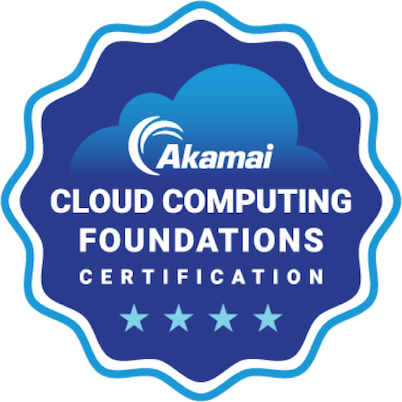 Akamai
CLOUD COMPUTING
FOUNDATIONS
CERTIFICATION